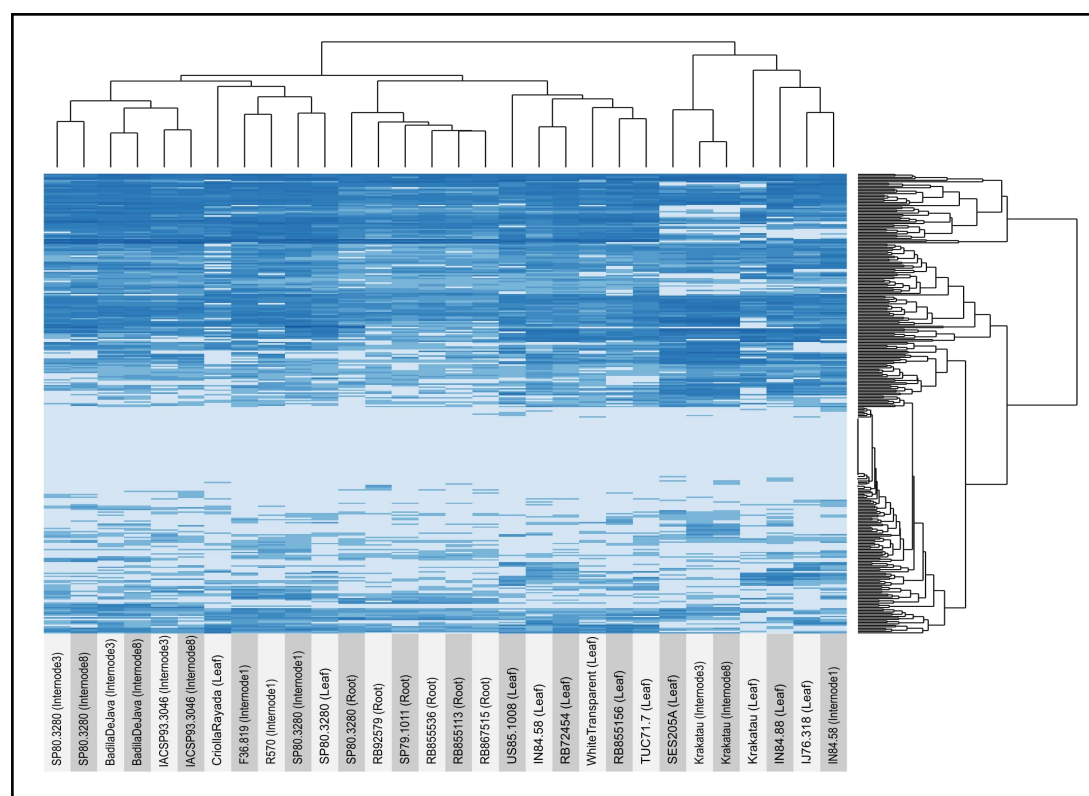 SP80.3280 (Internode3)
SP80.3280 (Internode8)
BadilaDeJava (Internode3)
BadilaDeJava (Internode8)
IACSP93.3046 (Internode3)
IACSP93.3046 (Internode8)
CriollaRayada (Leaf)
F36.819 (Internode1)
R570 (Internode1)
SP80.3280 (Internode1)
SP80.3280 (Leaf)
SP80.3280 (Root)
RB92579 (Root)
SP79.1011 (Root)
RB855536 (Root)
RB855113 (Root)
RB867515 (Root)
US85.1008 (Leaf)
IN84.58 (Leaf)
RB72454 (Leaf)
WhiteTransparent (Leaf)
RB855156 (Leaf)
TUC71.7 (Leaf)
SES205A (Leaf)
Krakatau (Internode3)
Krakatau (Internode8)
Krakatau (Leaf)
IN84.88 (Leaf)
IJ76.318 (Leaf)
IN84.58 (Internode1)